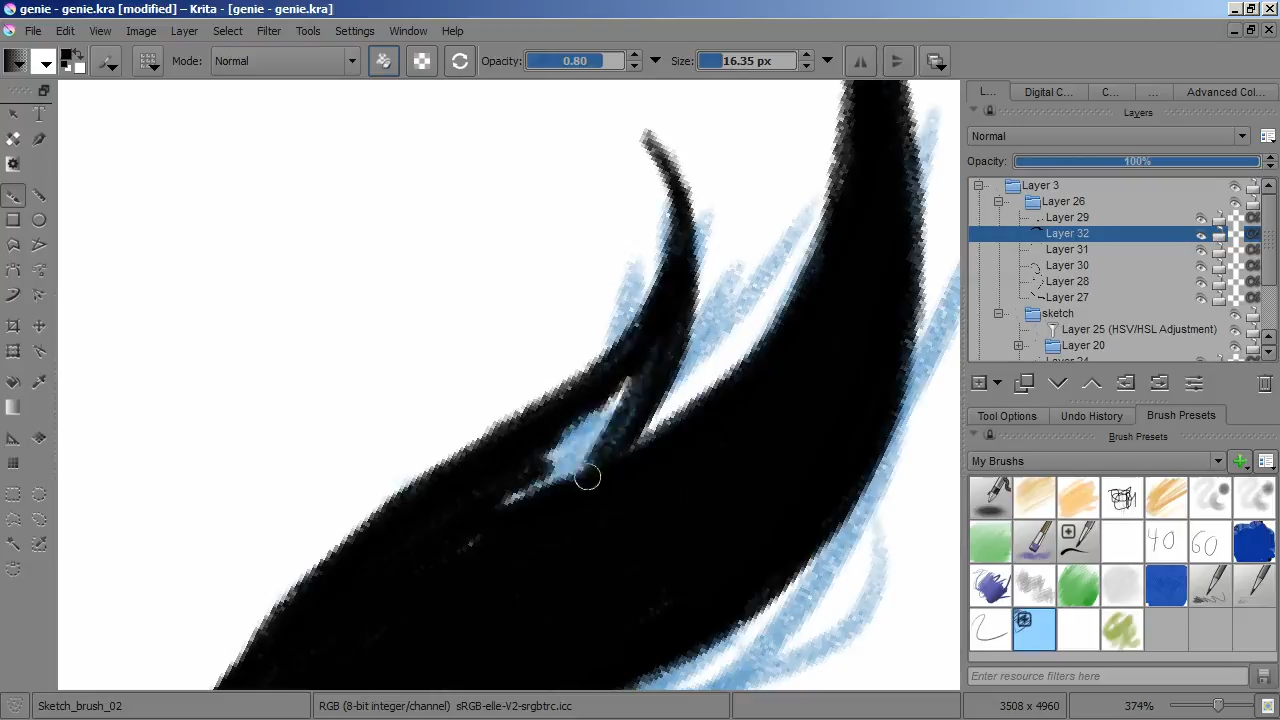 genie - genie.kra [modified] – Krita - [genie - genie.kra]
File Edit View Image Layer Select Filter Tools Settings Window Help
Mode: Normal Opacity: 0.80 Size: 16.35 px
L... Digital C... C... ... Advanced Col...
Layers
Normal
Opacity: 100%
Layer 3
Layer 26
Layer 29
Layer 32
Layer 31
Layer 30
Layer 28
Layer 27
sketch
Layer 25 (HSV/HSL Adjustment)
Layer 20
Layer 24
Tool Options Undo History Brush Presets
Brush Presets
My Brushes
40 60
Enter resource filters here
Sketch_brush_02 RGB (8-bit integer/channel) sRGB-elle-V2-srgbtrc.icc 3508 x 4960 374%